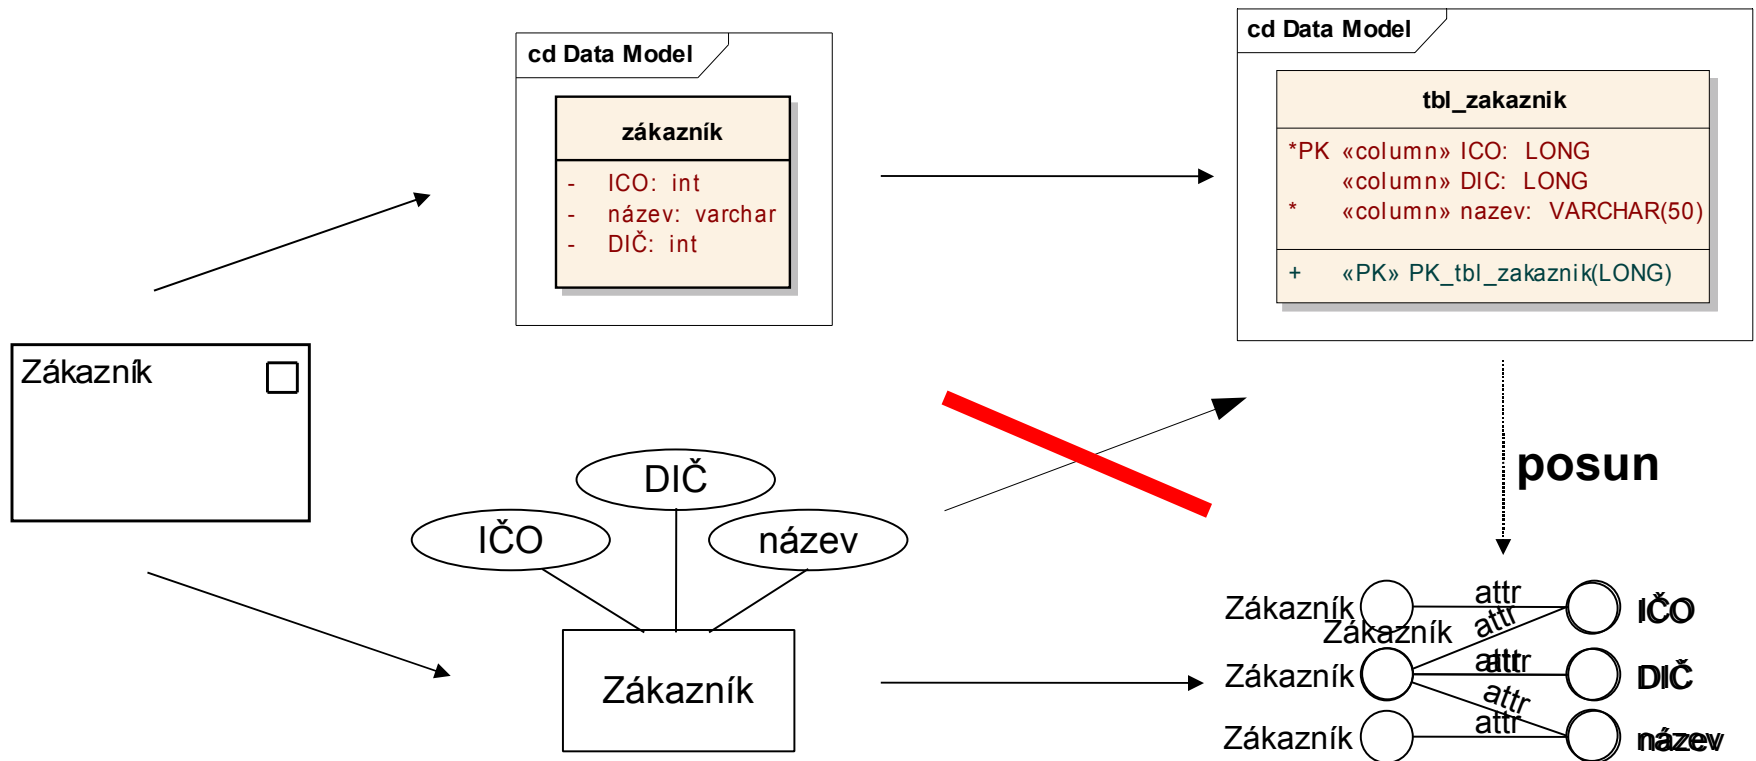 cd Data Model
zákazník
- ICO: int
- název: varchar
- DIČ: int
cd Data Model
tbl_zakaznik
*PK «column» ICO: LONG
«column» DIC: LONG
* «column» nazev: VARCHAR(50)
+ «PK» PK_tbl_zakaznik(LONG)
Zákazník
posun
DIČ
IČO
název
Zákazník
Zákazník
attr
IČO
Zákazník
attr
Zákazník
attr
attr
DIČ
attr
Zákazník
attr
název